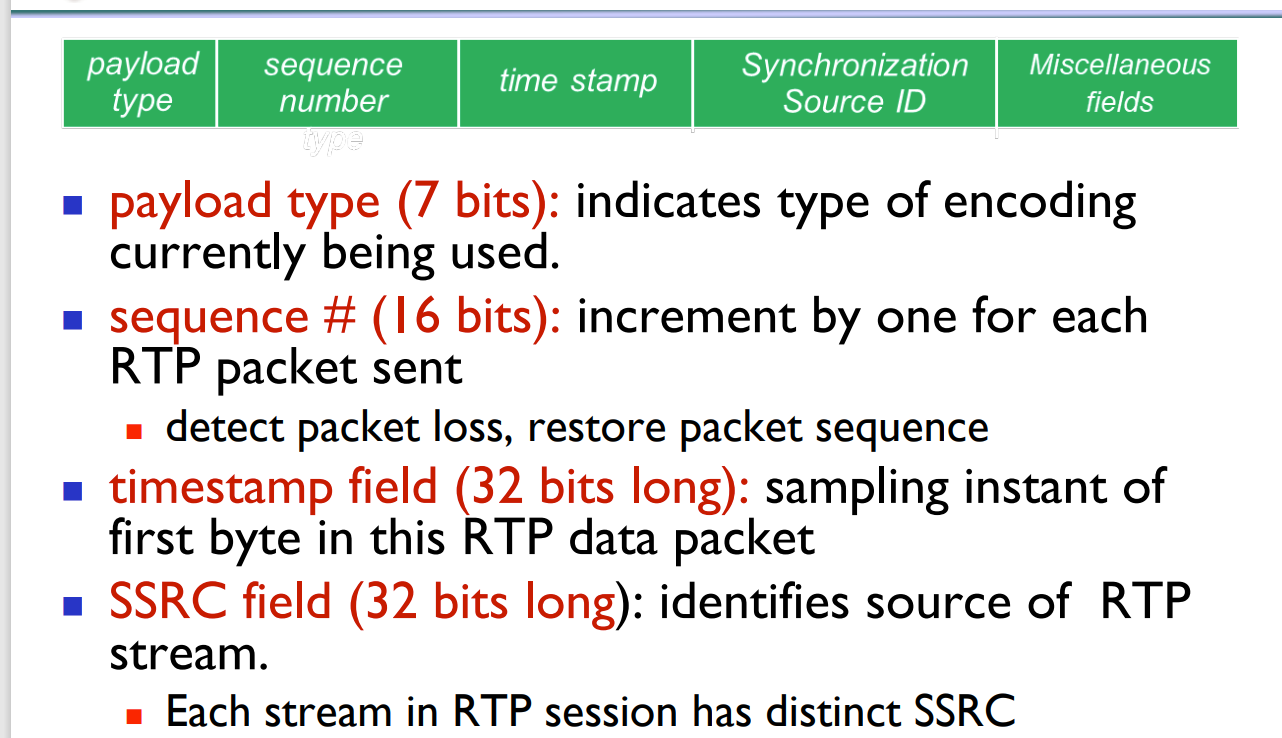 payload type
sequence number
type
time stamp
Synchronization Source ID
Miscellaneous fields
payload type (7 bits): indicates type of encoding
currently being used.
sequence # (16 bits): increment by one for each
RTP packet sent
detect packet loss, restore packet sequence
timestamp field (32 bits long): sampling instant of
first byte in this RTP data packet
SSRC field (32 bits long): identifies source of RTP
stream.
Each stream in RTP session has distinct SSRC